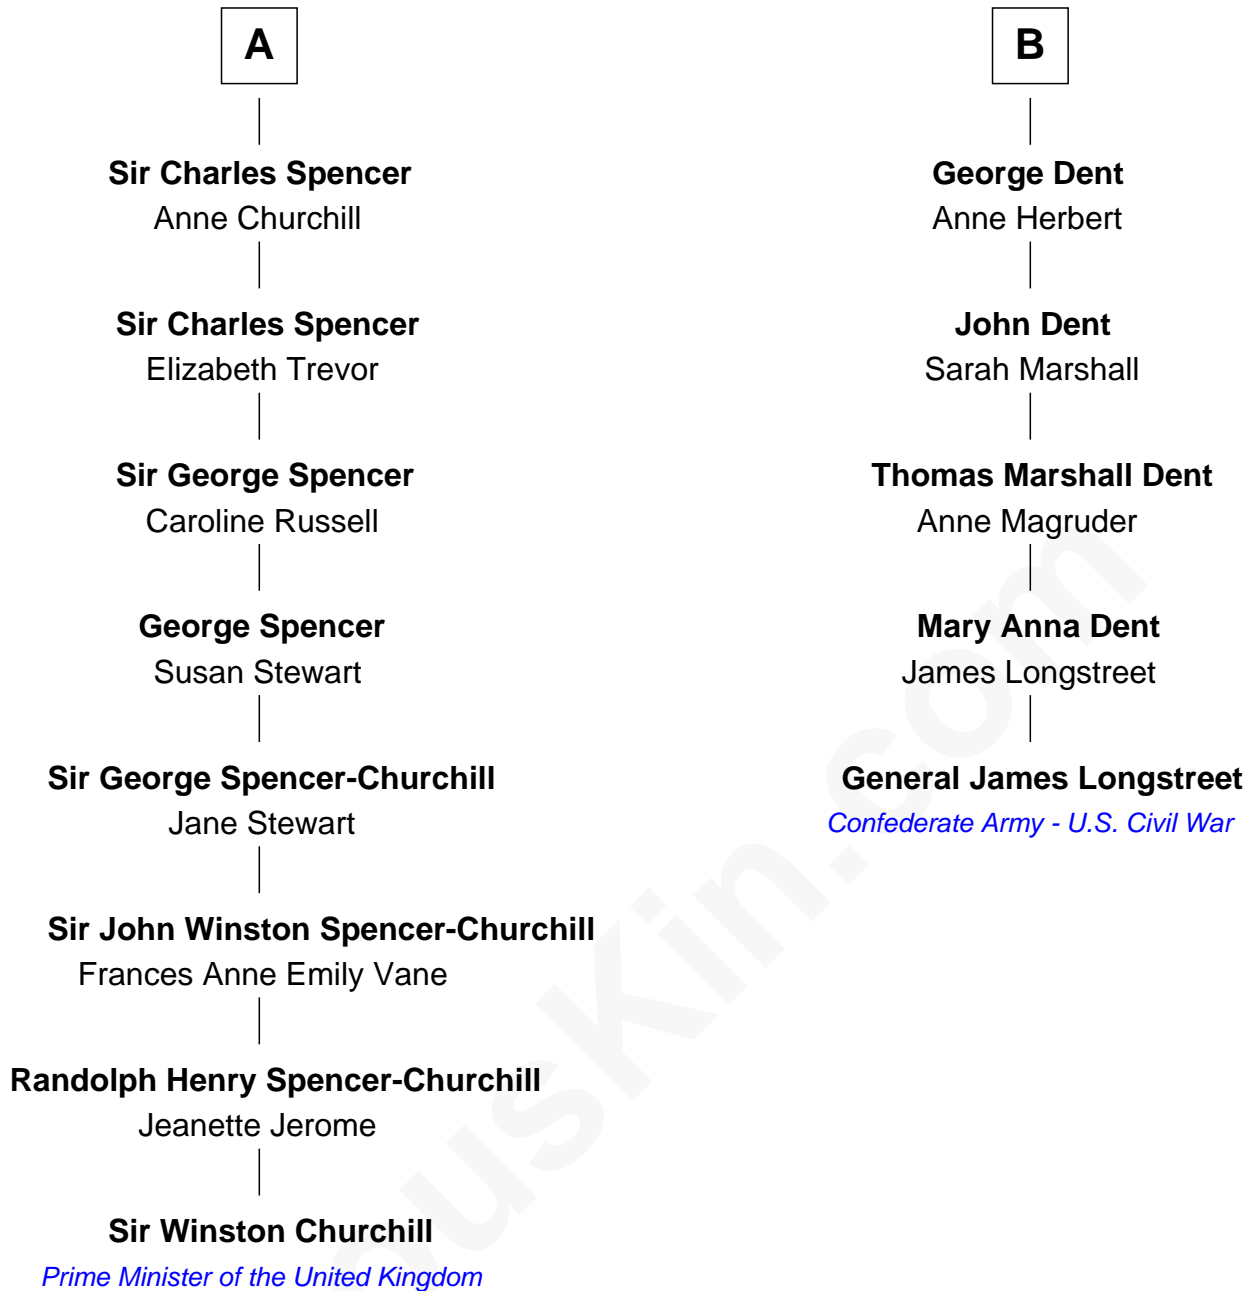 A
Sir Charles Spencer
Anne Churchill
Sir Charles Spencer
Elizabeth Trevor
Sir George Spencer
Caroline Russell
George Spencer
Susan Stewart
Sir George Spencer-Churchill
Jane Stewart
Sir John Winston Spencer-Churchill
Frances Anne Emily Vane
Randolph Henry Spencer-Churchill
Jeanette Jerome
Sir Winston Churchill
Prime Minister of the United Kingdom
B
George Dent
Anne Herbert
John Dent
Sarah Marshall
Thomas Marshall Dent
Anne Magruder
Mary Anna Dent
James Longstreet
General James Longstreet
Confederate Army - U.S. Civil War
ousKin.com